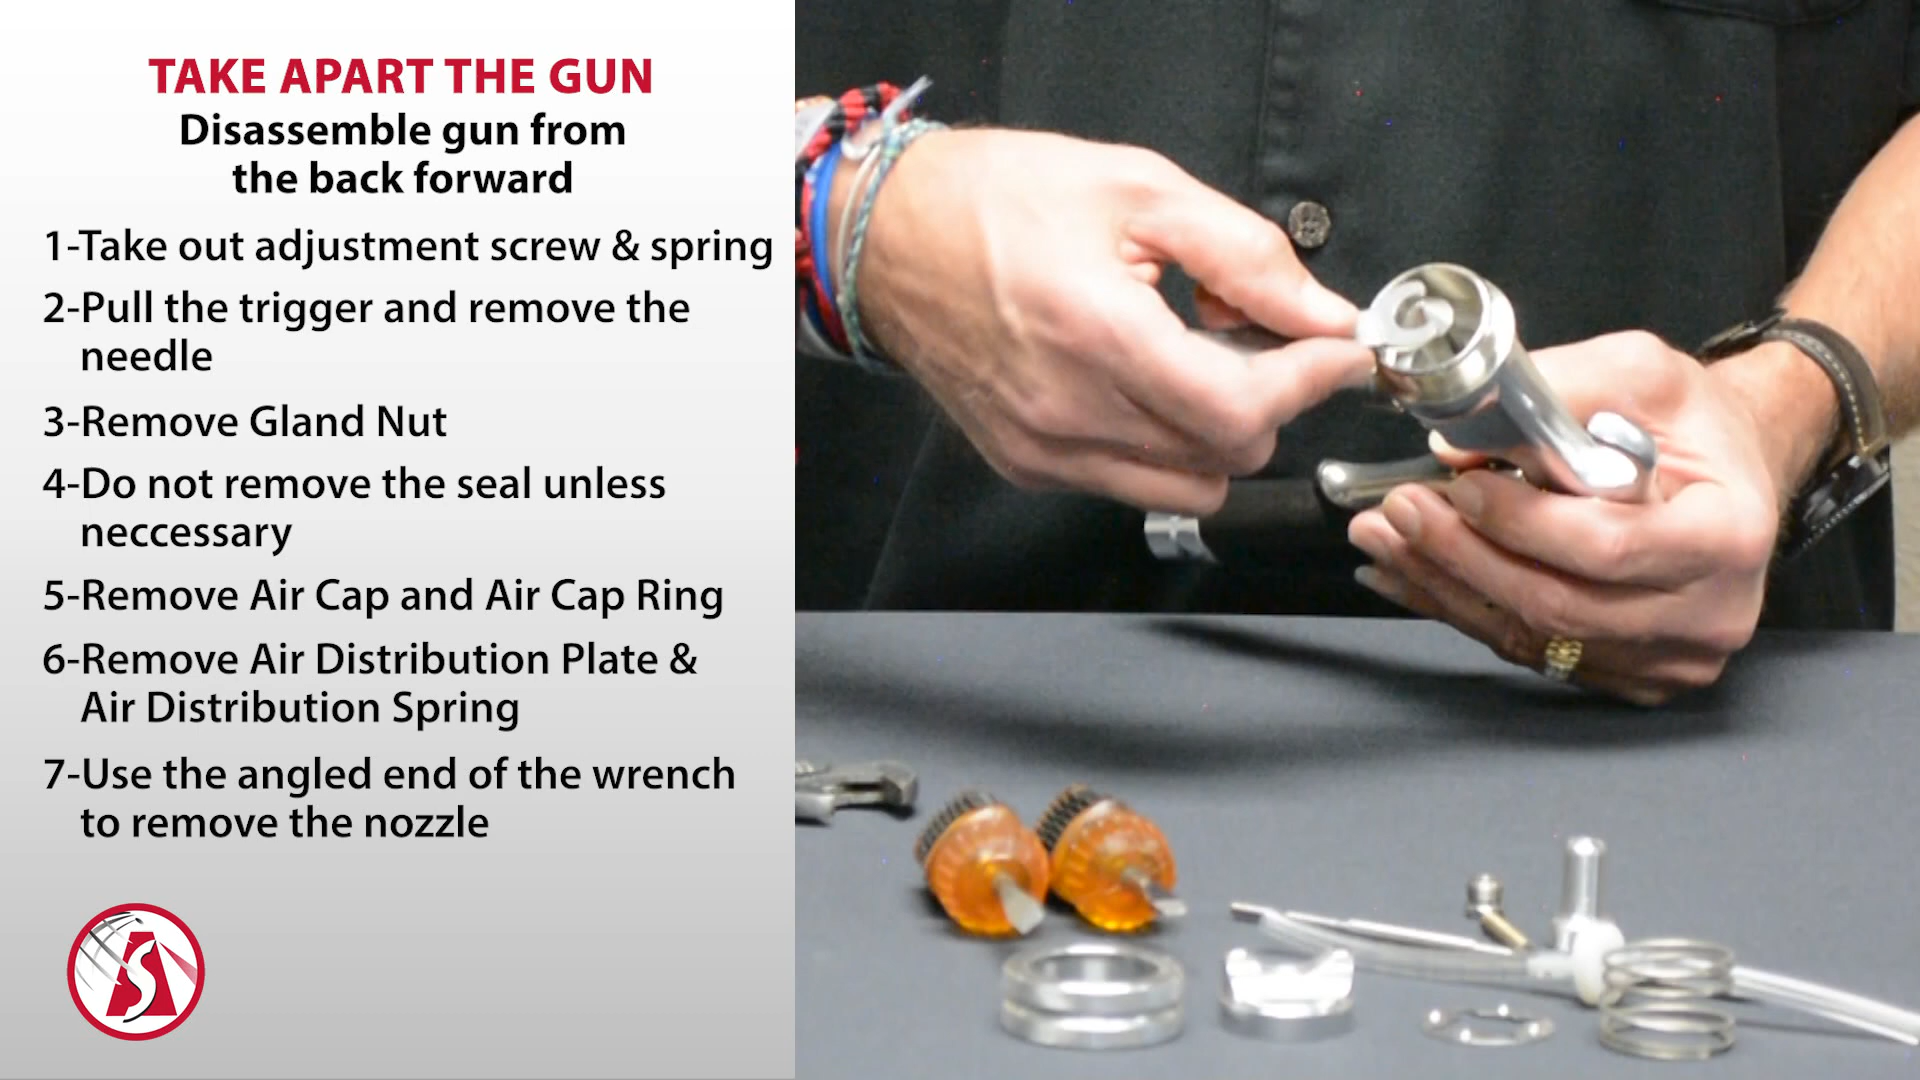 TAKE APART THE GUN
Disassemble gun from
the back forward
1-Take out adjustment screw & spring
2-Pull the trigger and remove the
needle
3-Remove Gland Nut
4-Do not remove the seal unless
neccessary
5-Remove Air Cap and Air Cap Ring
6-Remove Air Distribution Plate &
Air Distribution Spring
7-Use the angled end of the wrench
to remove the nozzle
AS